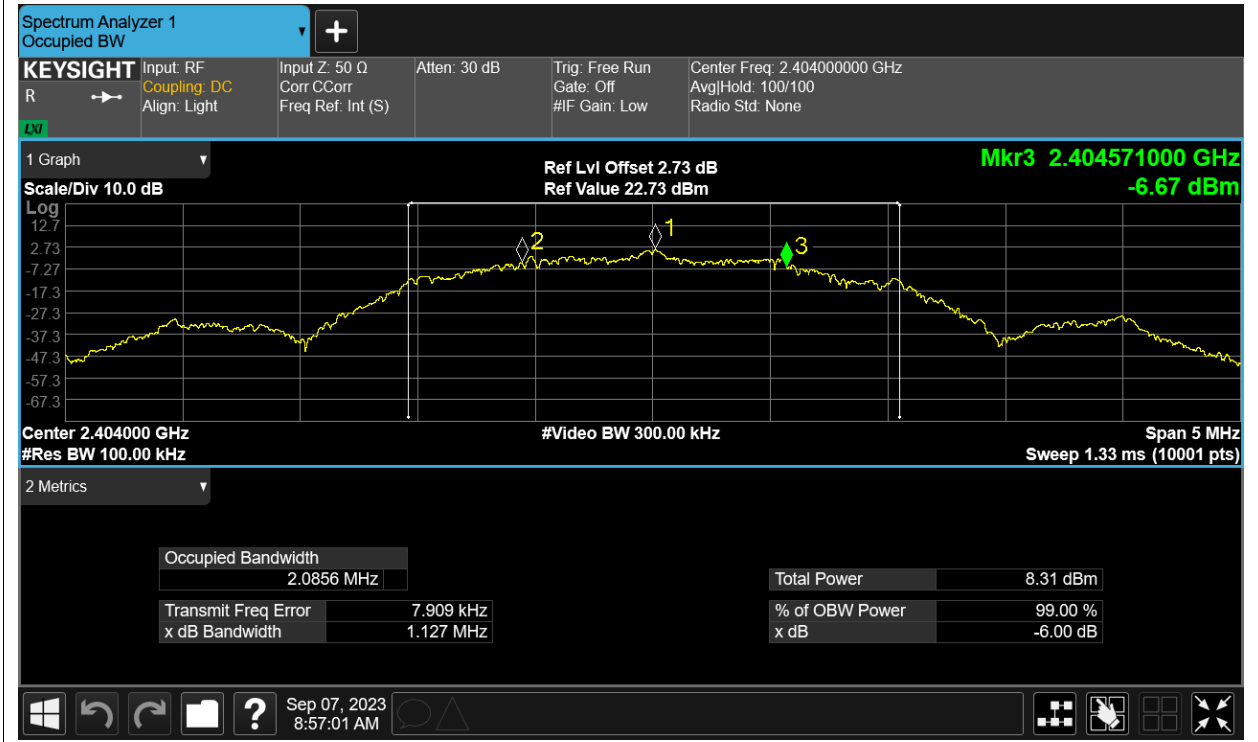 Spectrum Analyzer 1
Occupied BW
KEYSIGHT
R
LXI
Input: RF
Coupling: DC
Align: Light
Input Z: 50 Ω
Corr CCorr
Freq Ref: Int (S)
Atten: 30 dB
Trig: Free Run
Gate: Off
#IF Gain: Low
Center Freq: 2.404000000 GHz
Avg|Hold: 100/100
Radio Std: None
1 Graph
Scale/Div 10.0 dB
Ref Lvl Offset 2.73 dB
Ref Value 22.73 dBm
Mkr3 2.404571000 GHz
-6.67 dBm
Log
12.7
2.73
-7.27
-17.3
-27.3
-37.3
-47.3
-57.3
-67.3
2
1
3
Center 2.404000 GHz
#Res BW 100.00 kHz
#Video BW 300.00 kHz
Span 5 MHz
Sweep 1.33 ms (10001 pts)
2 Metrics
Occupied Bandwidth
2.0856 MHz
Transmit Freq Error 7.909 kHz
x dB Bandwidth 1.127 MHz
Total Power 8.31 dBm
% of OBW Power 99.00 %
x dB -6.00 dB
?
Sep 07, 2023
8:57:01 AM